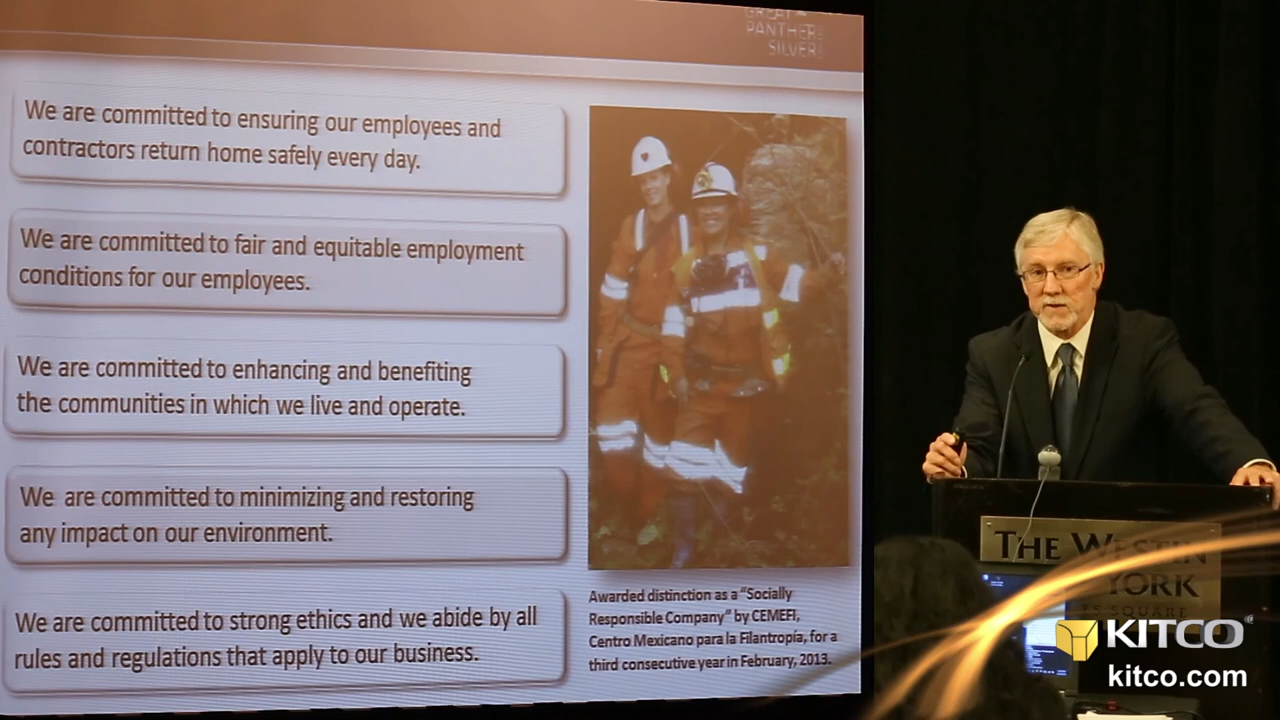 GREAT
PANTHER
SILVER
We are committed to ensuring our employees and
contractors return home safely every day.
We are committed to fair and equitable employment
conditions for our employees.
We are committed to enhancing and benefiting
the communities in which we live and operate.
We are committed to minimizing and restoring
any impact on our environment.
We are committed to strong ethics and we abide by all
rules and regulations that apply to our business.
Awarded distinction as a “Socially
Responsible Company” by CEMEFI,
Centro Mexicano para la Filantropía, for a
third consecutive year in February, 2013.
THE WESTIN
YORK
ES SQUARE
KITCO
kitco.com